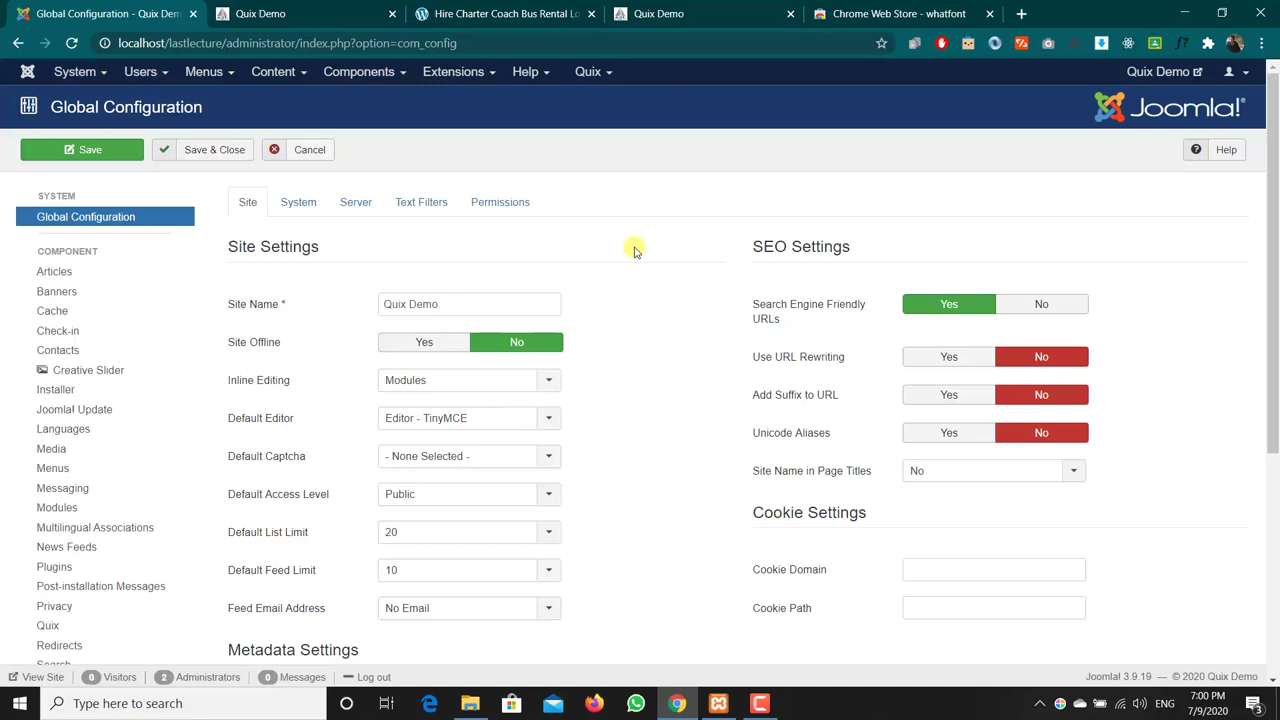 Global Configuration - Quix Dem
Quix Demo
Hire Charter Coach Bus Rental Lo
Quix Demo
Chrome Web Store - whatfont
localhost/lastlecture/administrator/index.php?option=com_config
System Users Menus Content Components Extensions Help Quix
Quix Demo
Global Configuration
Joomla!®
Save Save & Close Cancel Help
SYSTEM
Global Configuration
COMPONENT
Articles
Banners
Cache
Check-in
Contacts
Creative Slider
Installer
Joomla! Update
Languages
Media
Menus
Messaging
Modules
Multilingual Associations
News Feeds
Plugins
Post-installation Messages
Privacy
Quix
Redirects
Search
Site System Server Text Filters Permissions
Site Settings
Site Name * Quix Demo
Site Offline Yes No
Inline Editing Modules
Default Editor Editor - TinyMCE
Default Captcha - None Selected -
Default Access Level Public
Default List Limit 20
Default Feed Limit 10
Feed Email Address No Email
Metadata Settings
SEO Settings
Search Engine Friendly
URLs Yes No
Use URL Rewriting Yes No
Add Suffix to URL Yes No
Unicode Aliases Yes No
Site Name in Page Titles No
Cookie Settings
Cookie Domain
Cookie Path
View Site 0 Visitors 2 Administrators 0 Messages Log out
Joomla! 3.9.19 — © 2020 Quix Demo
Type here to search
ENG
7:00 PM
7/9/2020
3